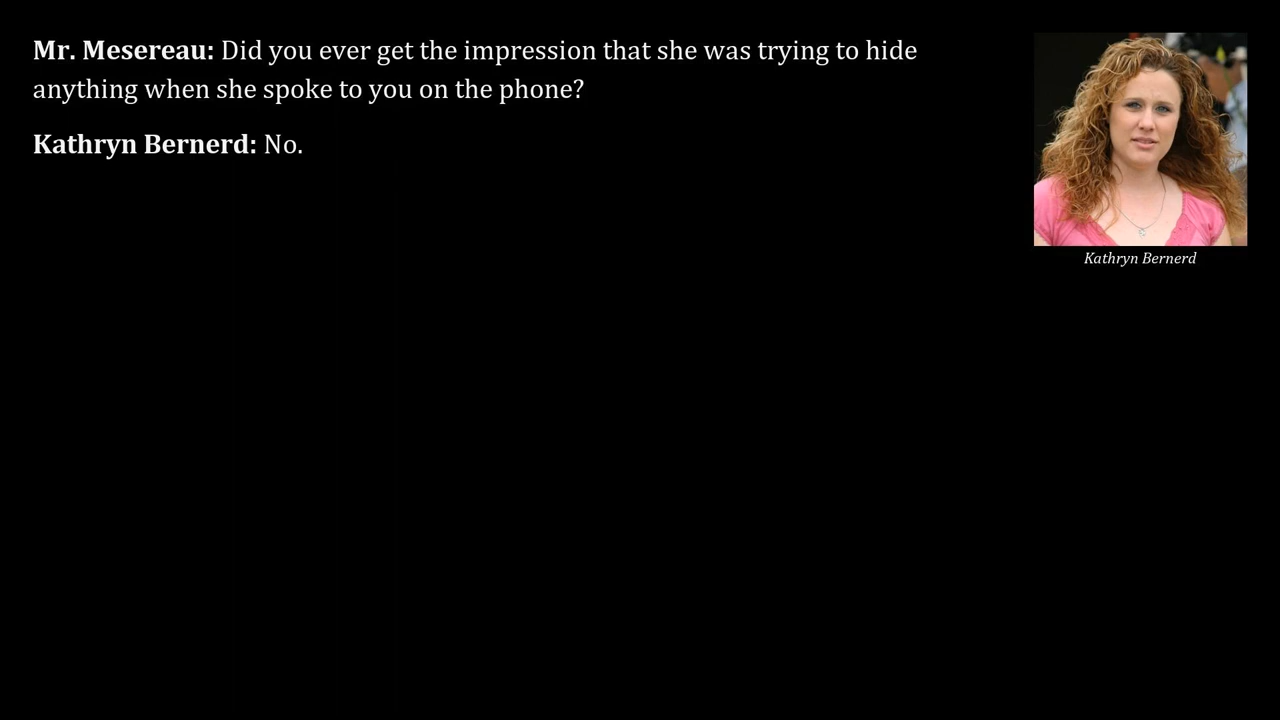 Mr. Mesereau: Did you ever get the impression that she was trying to hide
anything when she spoke to you on the phone?
Kathryn Bernerd: No.
Kathryn Bernerd